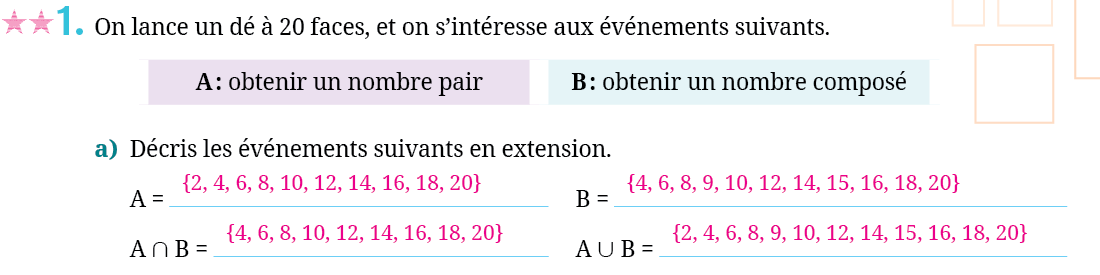 ★★1. On lance un dé à 20 faces, et on s’intéresse aux événements suivants.
A : obtenir un nombre pair
B : obtenir un nombre composé
a) Décris les événements suivants en extension.
A = {2, 4, 6, 8, 10, 12, 14, 16, 18, 20}
B = {4, 6, 8, 9, 10, 12, 14, 15, 16, 18, 20}
A ∩ B = {4, 6, 8, 10, 12, 14, 16, 18, 20}
A ∪ B = {2, 4, 6, 8, 9, 10, 12, 14, 15, 16, 18, 20}